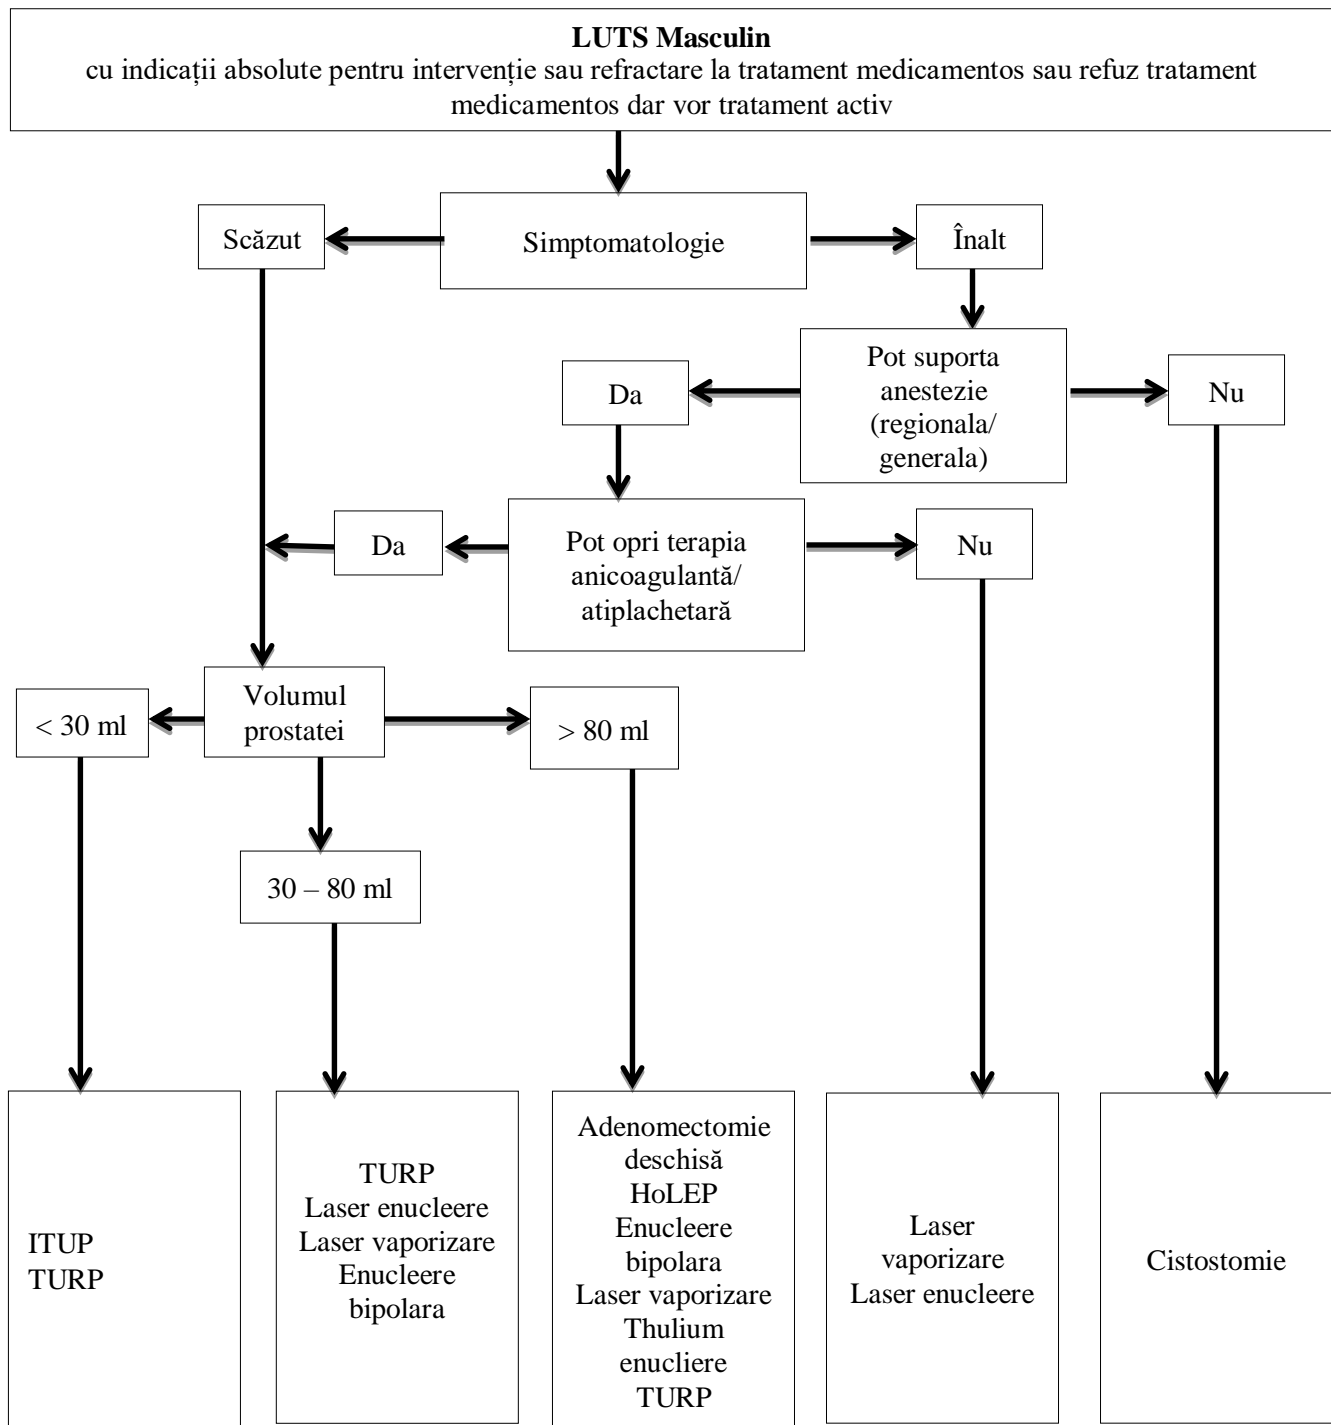 LUTS Masculin
cu indicații absolute pentru intervenție sau refractare la tratament medicamentos sau refuz tratament
medicamentos dar vor tratament activ
Scăzut
Simptomatologie
Înalt
Pot suporta
anestezie
(regionala/
generala)
Da
Nu
Pot opri terapia
anicoagulantă/
atiplachetară
Da
Nu
Volumul
prostatei
< 30 ml
> 80 ml
30 – 80 ml
ITUP
TURP
TURP
Laser enucleere
Laser vaporizare
Enucleere
bipolara
Adenomectomie
deschisă
HoLEP
Enucleere
bipolara
Laser vaporizare
Thulium
enucliere
TURP
Laser
vaporizare
Laser enucleere
Cistostomie